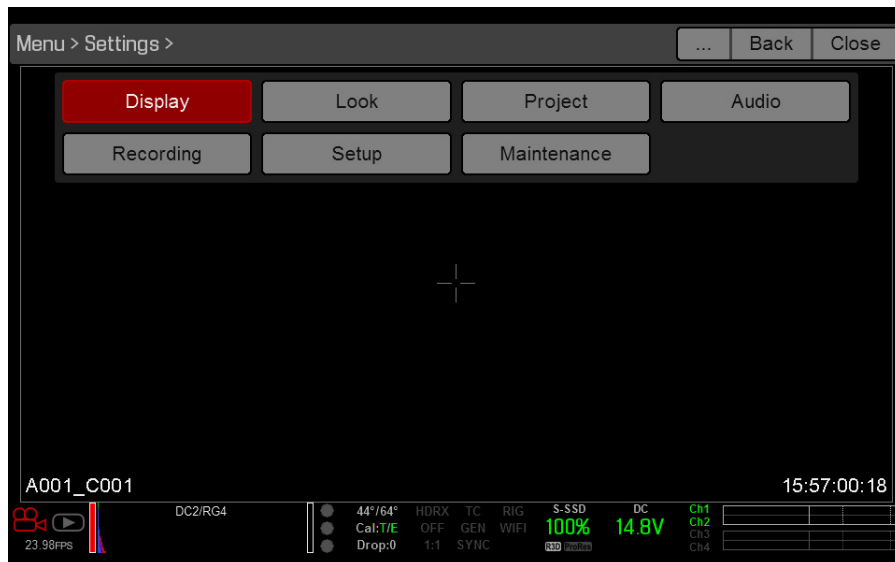 Menu > Settings > ... Back Close
Display Look Project Audio
Recording Setup Maintenance
A001_C001 15:57:00:18
DC2/RG4 44°/64° HDRX TC RIG S-SSD DC Ch1
Cal:T/E OFF GEN WIFI 100% 14.8V Ch2
23.98FPS Drop:0 1:1 SYNC R3D ProRes Ch3
Ch4